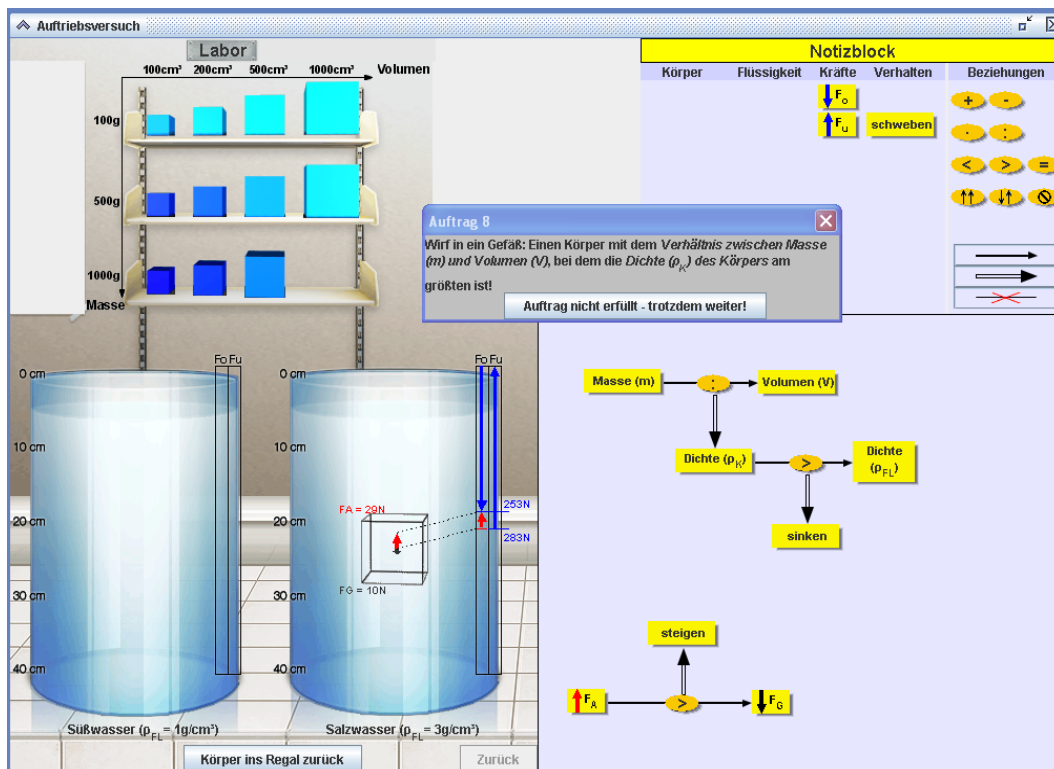 Auftriebsversuch
Labor
100cm³ 200cm³ 500cm³ 1000cm³ Volumen
100g
500g
1000g
Masse
Notizblock
Körper Flüssigkeit Kräfte Verhalten Beziehungen
Fo
Fu schweben
+ -
· :
< > =
Auftrag 8
Wirf in ein Gefäß: Einen Körper mit dem Verhältnis zwischen Masse
(m) und Volumen (V), bei dem die Dichte (ρK) des Körpers am
größten ist!
Auftrag nicht erfüllt - trotzdem weiter!
Fo Fu
0 cm
10 cm
20 cm
30 cm
40 cm
Süßwasser (ρFL = 1g/cm³)
Fo Fu
0 cm
10 cm
20 cm
30 cm
40 cm
253N
283N
FA = 29N
FG = 10N
Salzwasser (ρFL = 3g/cm³)
Körper ins Regal zurück
Zurück
Masse (m) : Volumen (V)
Dichte (ρK) > Dichte
(ρFL)
sinken
steigen
FA > FG